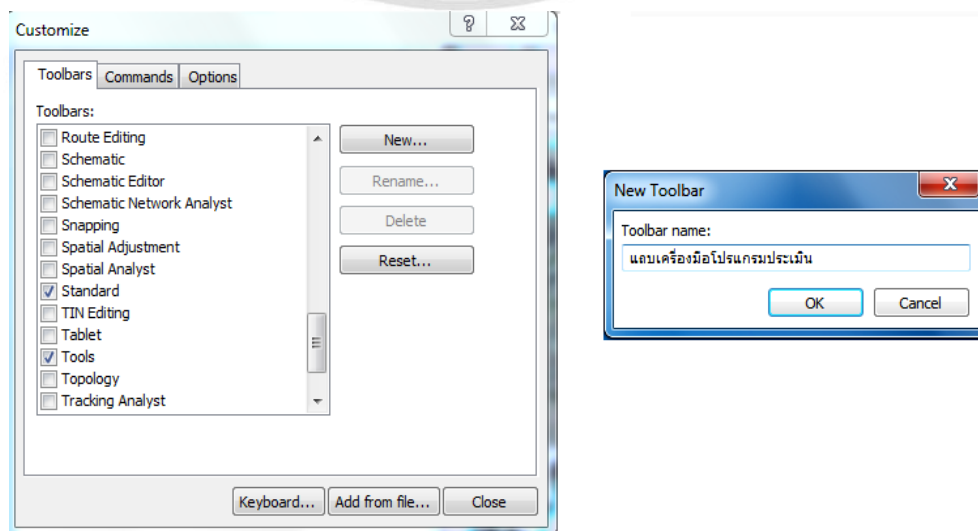 Customize
Toolbars Commands Options
Toolbars:
Route Editing
Schematic
Schematic Editor
Schematic Network Analyst
Snapping
Spatial Adjustment
Spatial Analyst
Standard
TIN Editing
Tablet
Tools
Topology
Tracking Analyst
New...
Rename...
Delete
Reset...
Keyboard... Add from file... Close
New Toolbar
Toolbar name:
แถบเครื่องมือโปรแกรมประเมิน
OK Cancel